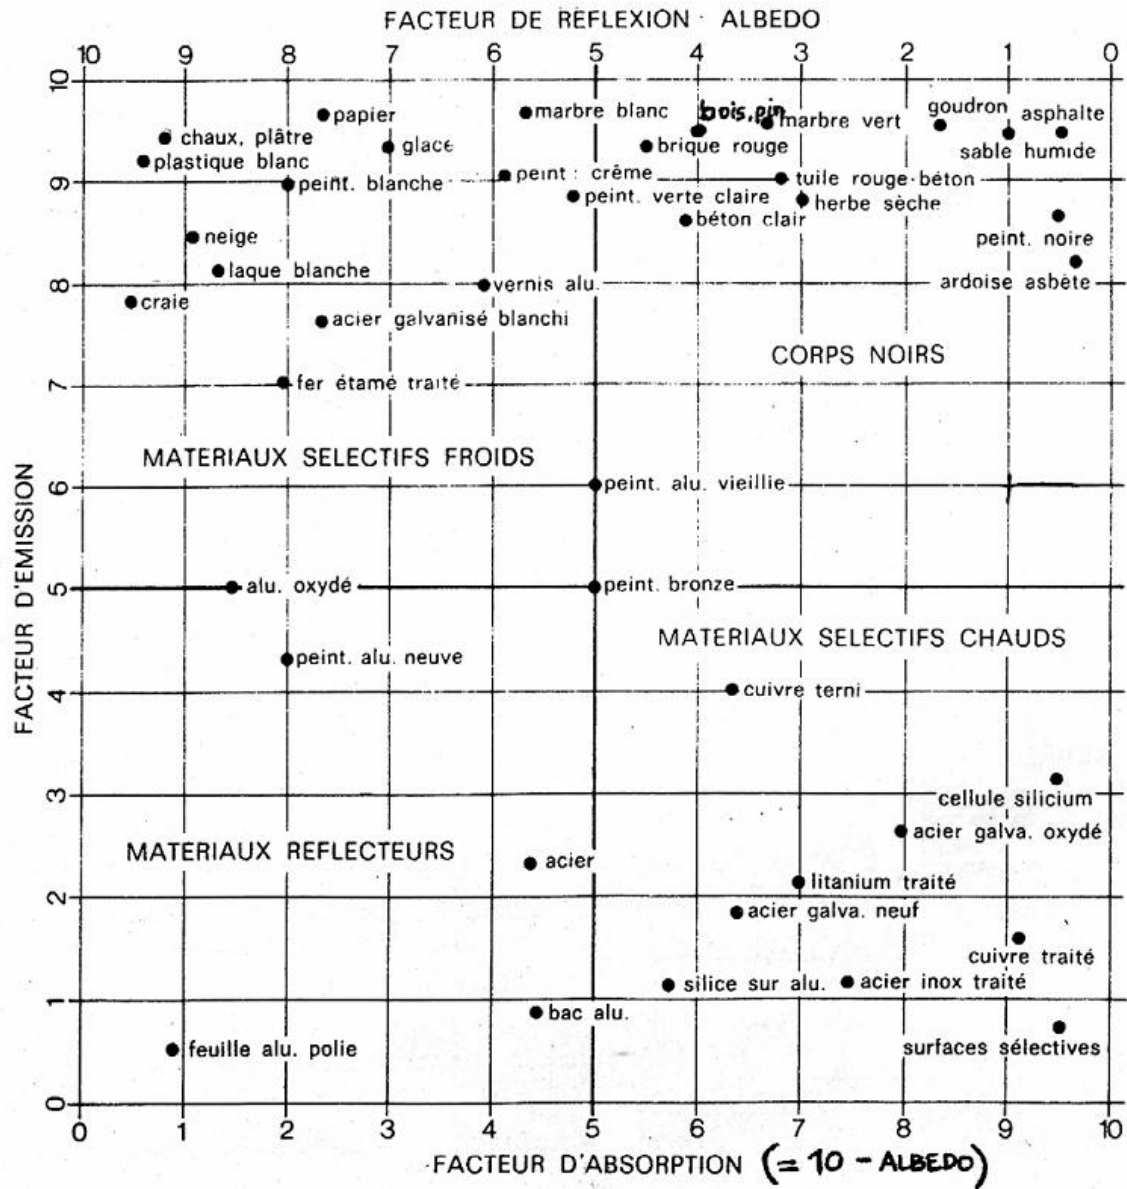 FACTEUR DE REFLEXION · ALBEDO
10 9 8 7 6 5 4 3 2 1 0
10
papier
marbre blanc
bois, pin
marbre vert
goudron
asphalte
chaux, plâtre
glace
brique rouge
sable humide
plastique blanc
9
peint. blanche
peint : crême
tuile rouge·béton
peint. verte claire
herbe sèche
béton clair
neige
peint. noire
laque blanche
8
vernis alu.
ardoise asbète
craie
acier galvanisé blanchi
CORPS NOIRS
7
fer étamé traité
MATERIAUX SELECTIFS FROIDS
6
peint. alu. vieillie
FACTEUR D'EMISSION
5
alu. oxydé
peint. bronze
MATERIAUX SELECTIFS CHAUDS
peint. alu. neuve
4
cuivre terni
3
cellule silicium
acier galva. oxydé
MATERIAUX REFLECTEURS
acier
litanium traité
2
acier galva. neuf
cuivre traité
silice sur alu.
acier inox traité
1
bac alu.
feuille alu. polie
surfaces sélectives
0
0 1 2 3 4 5 6 7 8 9 10
FACTEUR D'ABSORPTION (= 10 - ALBEDO)